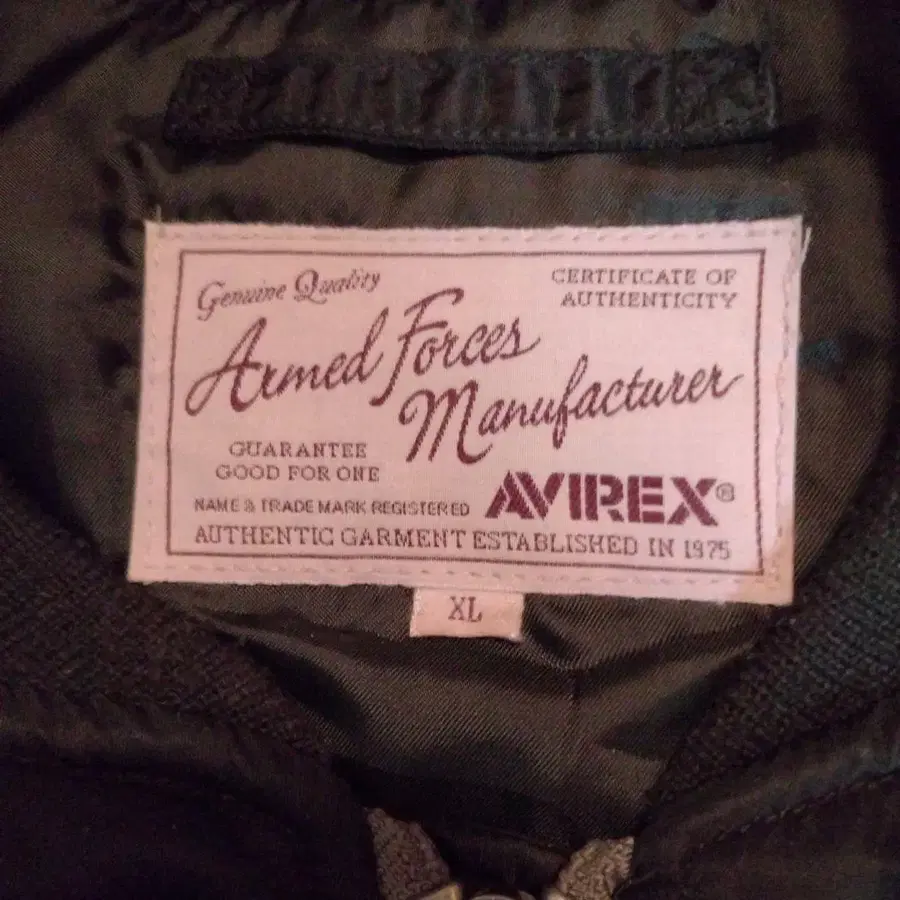 Genuine Quality
CERTIFICATE OF
AUTHENTICITY
Armed Forces
Manufacturer
GUARANTEE
GOOD FOR ONE
NAME & TRADE MARK REGISTERED
AVIREX®
AUTHENTIC GARMENT ESTABLISHED IN 1975
XL